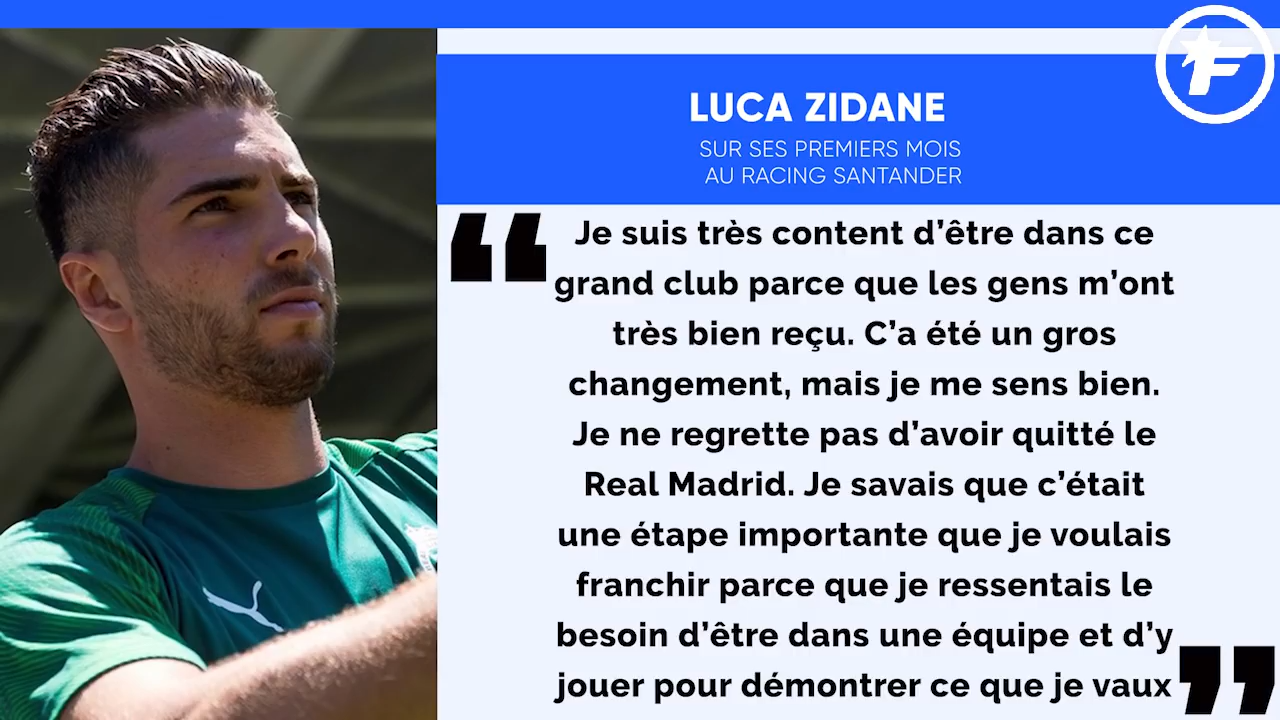 LUCA ZIDANE
SUR SES PREMIERS MOIS
AU RACING SANTANDER
“ Je suis très content d’être dans ce
grand club parce que les gens m’ont
très bien reçu. C’a été un gros
changement, mais je me sens bien.
Je ne regrette pas d’avoir quitté le
Real Madrid. Je savais que c’était
une étape importante que je voulais
franchir parce que je ressentais le
besoin d’être dans une équipe et d’y
jouer pour démontrer ce que je vaux ”
F